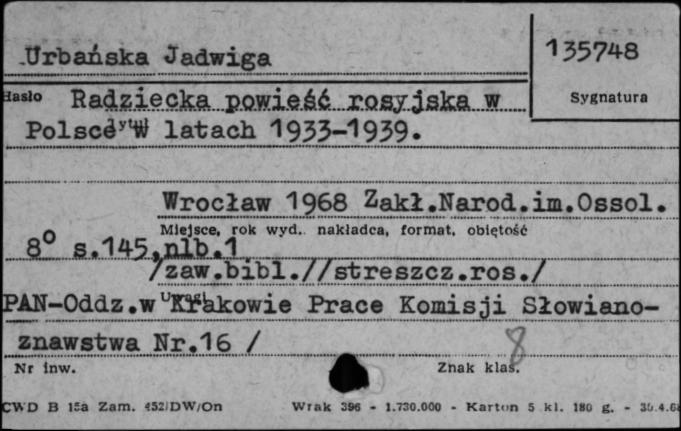 Urbańska Jadwiga
135748
Hasło Radziecka powieść rosyjska w
Sygnatura
Polsce w latach 1933-1939.
Wrocław 1968 Zakł.Narod.im.Ossol.
Miejsce, rok wyd., nakładca, format, objętość
8° s.145,nlb.1
/zaw.bibl.//streszcz.ros./
Uwagi
PAN-Oddz.w Krakowie Prace Komisji Słowiano-
znawstwa Nr.16 /
8
Nr inw.
Znak klas.
CWD B 15a Zam. 452/DW/On
Wrak 396 - 1.730.000 - Karton 5 kl. 180 g. -